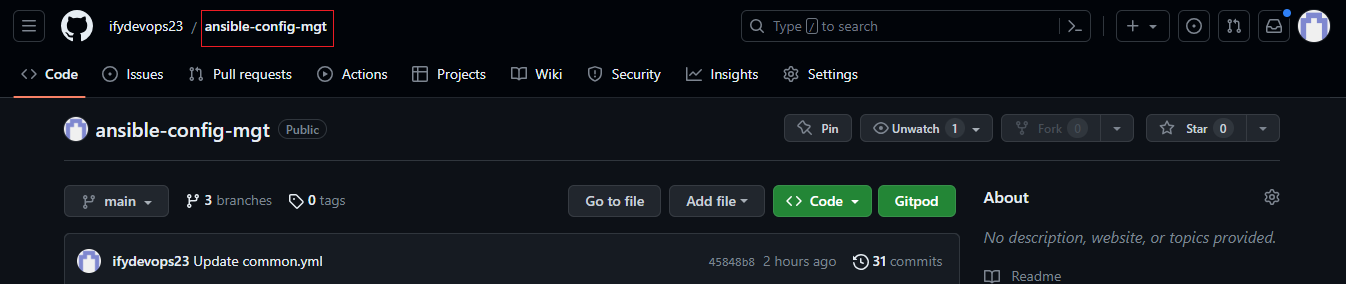 ifydevops23 / ansible-config-mgt Type / to search
Code Issues Pull requests Actions Projects Wiki Security Insights Settings
ansible-config-mgt Public Pin Unwatch 1 Fork 0 Star 0
main 3 branches 0 tags Go to file Add file Code Gitpod
About
No description, website, or topics provided.
ifydevops23 Update common.yml 45848b8 2 hours ago 31 commits
Readme